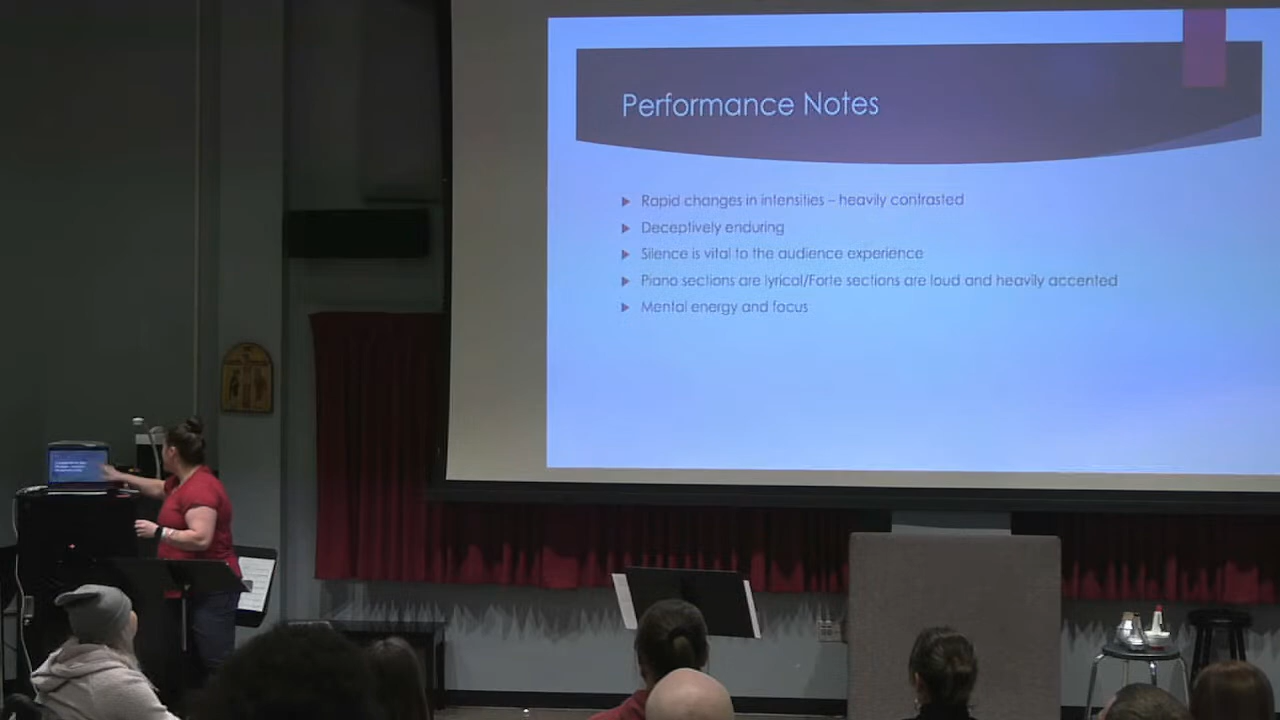 Performance Notes
Rapid changes in intensities – heavily contrasted
Deceptively enduring
Silence is vital to the audience experience
Piano sections are lyrical/Forte sections are loud and heavily accented
Mental energy and focus